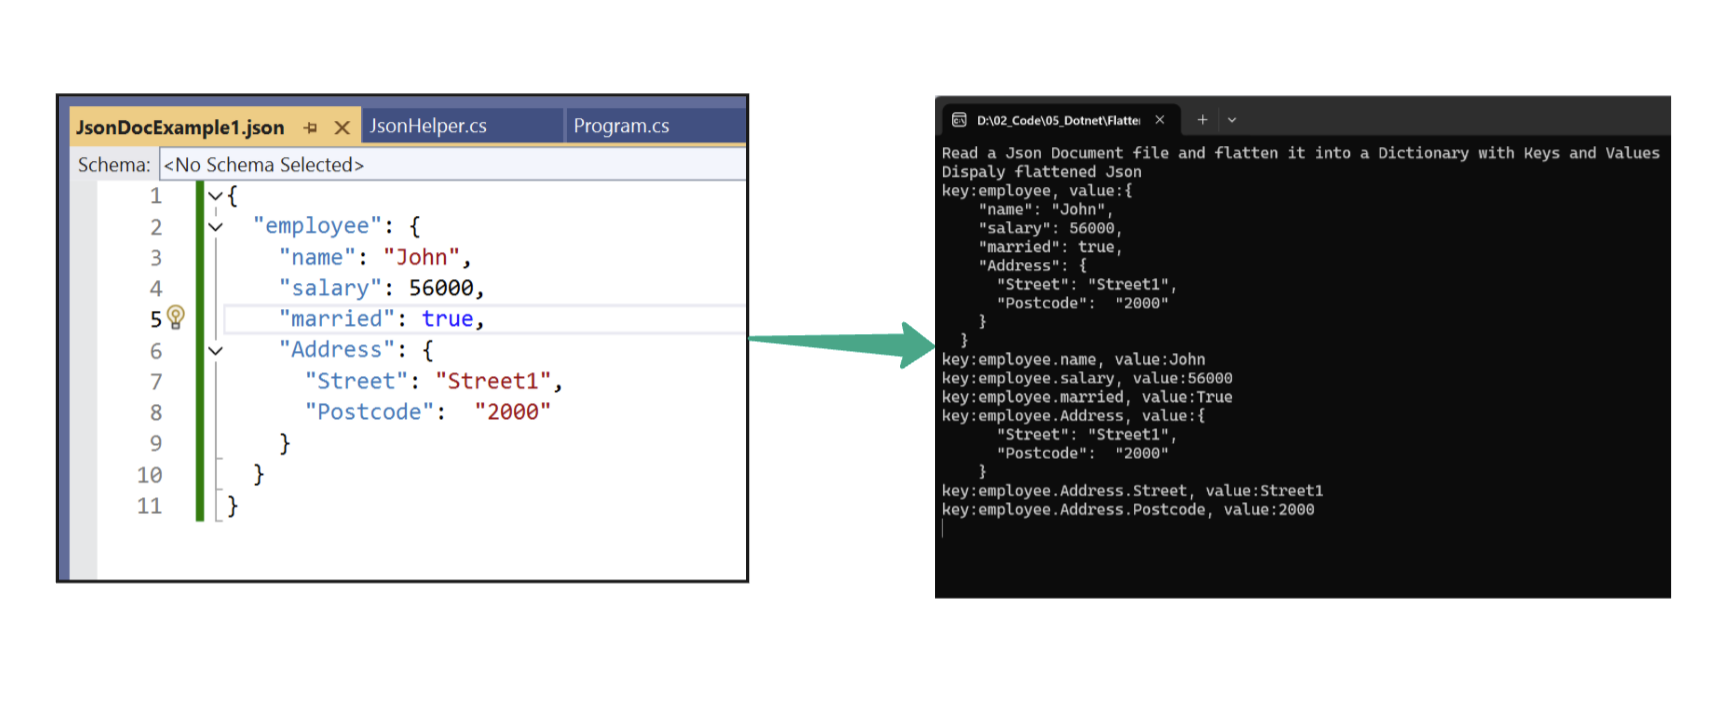 JsonDocExample1.json JsonHelper.cs Program.cs
Schema: <No Schema Selected>
1 {
2 "employee": {
3 "name": "John",
4 "salary": 56000,
5 "married": true,
6 "Address": {
7 "Street": "Street1",
8 "Postcode":  "2000"
9 }
10 }
11 }
D:\02_Code\05_Dotnet\Flatte
Read a Json Document file and flatten it into a Dictionary with Keys and Values
Dispaly flattened Json
key:employee, value:{
"name": "John",
"salary": 56000,
"married": true,
"Address": {
"Street": "Street1",
"Postcode":  "2000"
}
}
key:employee.name, value:John
key:employee.salary, value:56000
key:employee.married, value:True
key:employee.Address, value:{
"Street": "Street1",
"Postcode":  "2000"
}
key:employee.Address.Street, value:Street1
key:employee.Address.Postcode, value:2000